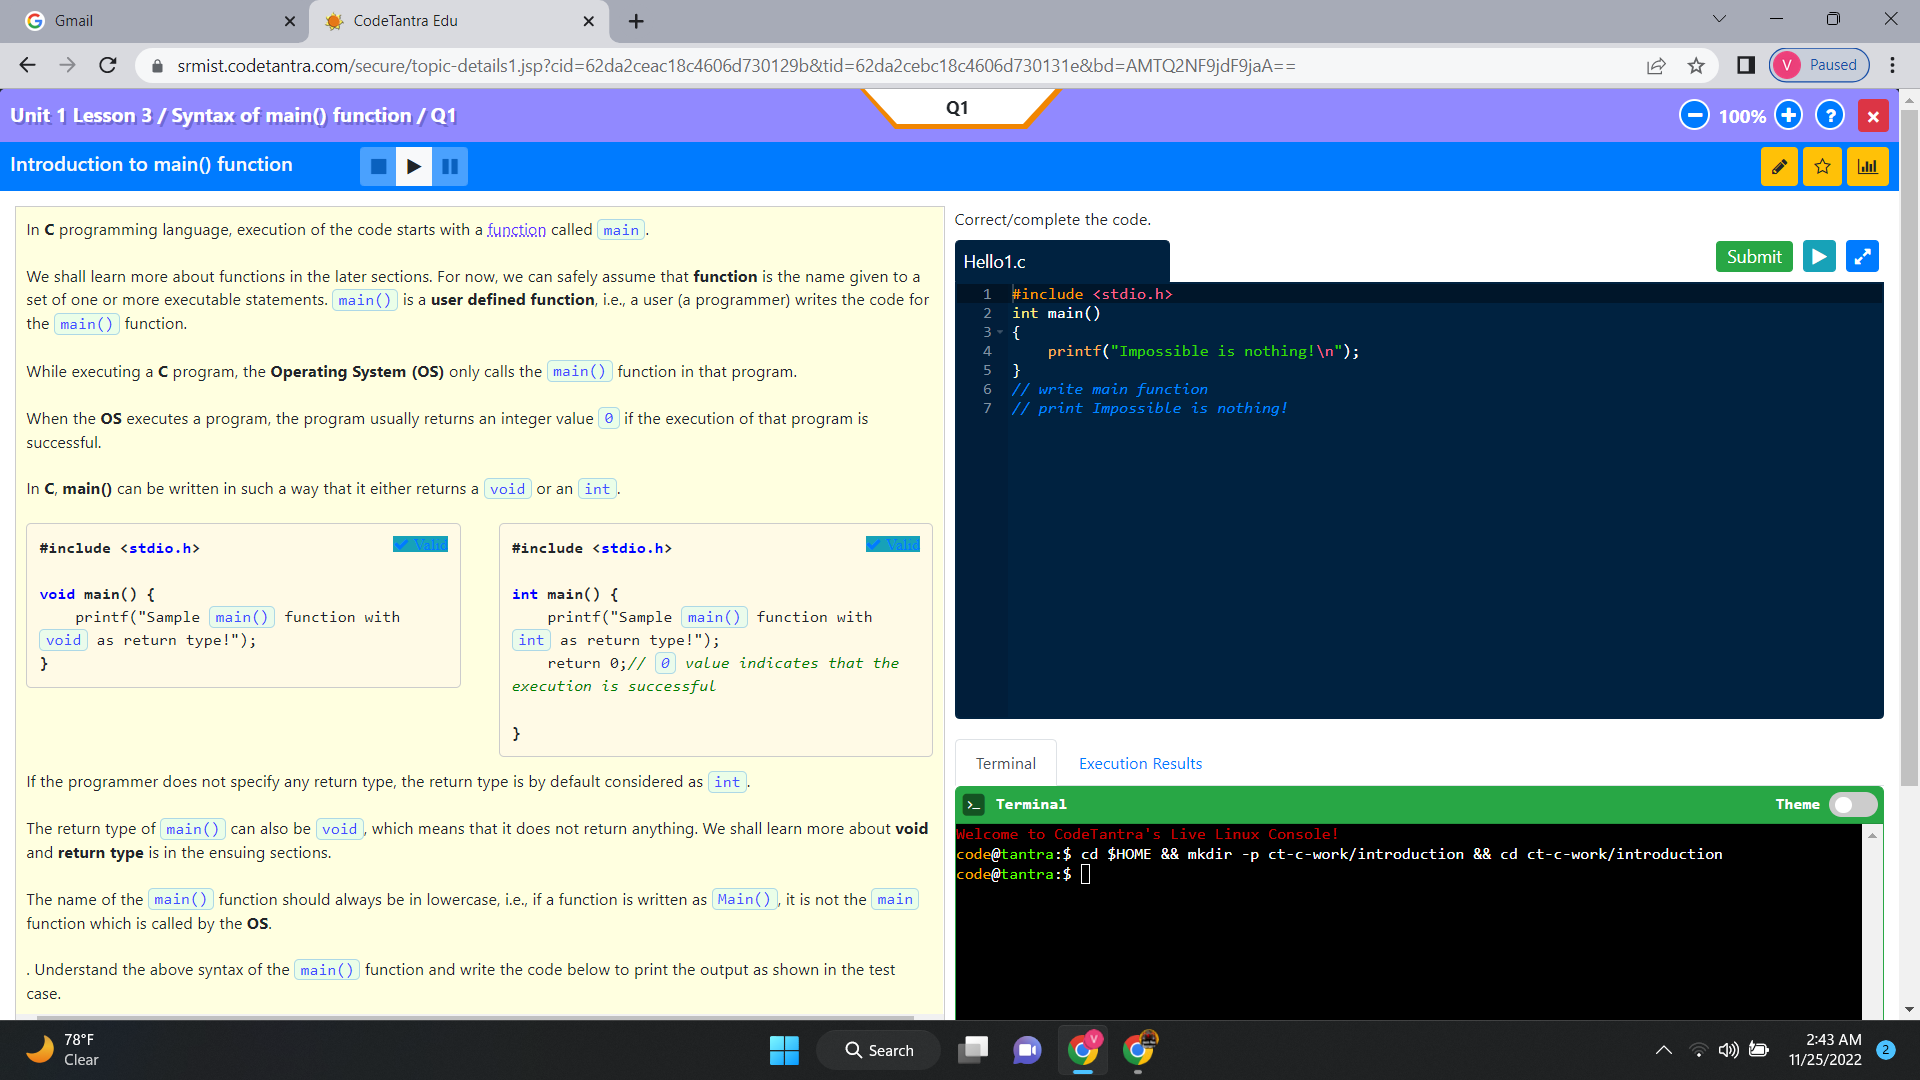 Gmail
CodeTantra Edu
srmist.codetantra.com/secure/topic-details1.jsp?cid=62da2ceac18c4606d730129b&tid=62da2cebc18c4606d730131e&bd=AMTQ2NF9jdF9jaA==
V Paused
Unit 1 Lesson 3 / Syntax of main() function / Q1
Q1
100%
?
Introduction to main() function
In C programming language, execution of the code starts with a function called main.
We shall learn more about functions in the later sections. For now, we can safely assume that function is the name given to a
set of one or more executable statements. main() is a user defined function, i.e., a user (a programmer) writes the code for
the main() function.
While executing a C program, the Operating System (OS) only calls the main() function in that program.
When the OS executes a program, the program usually returns an integer value 0 if the execution of that program is
successful.
In C, main() can be written in such a way that it either returns a void or an int.
#include <stdio.h>
Valid
void main() {
printf("Sample main() function with
void as return type!");
}
#include <stdio.h>
Valid
int main() {
printf("Sample main() function with
int as return type!");
return 0;// 0 value indicates that the
execution is successful
}
If the programmer does not specify any return type, the return type is by default considered as int.
The return type of main() can also be void, which means that it does not return anything. We shall learn more about void
and return type is in the ensuing sections.
The name of the main() function should always be in lowercase, i.e., if a function is written as Main(), it is not the main
function which is called by the OS.
. Understand the above syntax of the main() function and write the code below to print the output as shown in the test
case.
Correct/complete the code.
Hello1.c
Submit
1 #include <stdio.h>
2 int main()
3 {
4 printf("Impossible is nothing!\n");
5 }
6 // write main function
7 // print Impossible is nothing!
Terminal
Execution Results
Terminal
Theme
Welcome to CodeTantra's Live Linux Console!
code@tantra:$ cd $HOME && mkdir -p ct-c-work/introduction && cd ct-c-work/introduction
code@tantra:$
78°F
Clear
Search
V
2:43 AM
11/25/2022
2